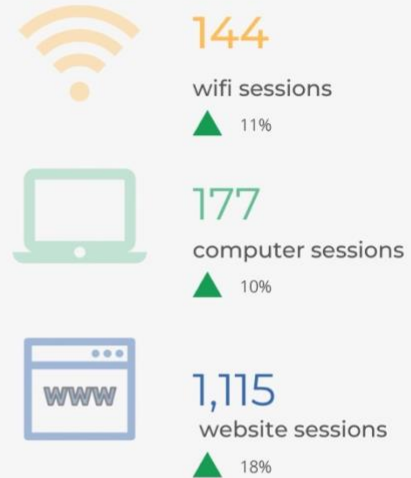 144
wifi sessions
11%
177
computer sessions
10%
www
1,115
website sessions
18%